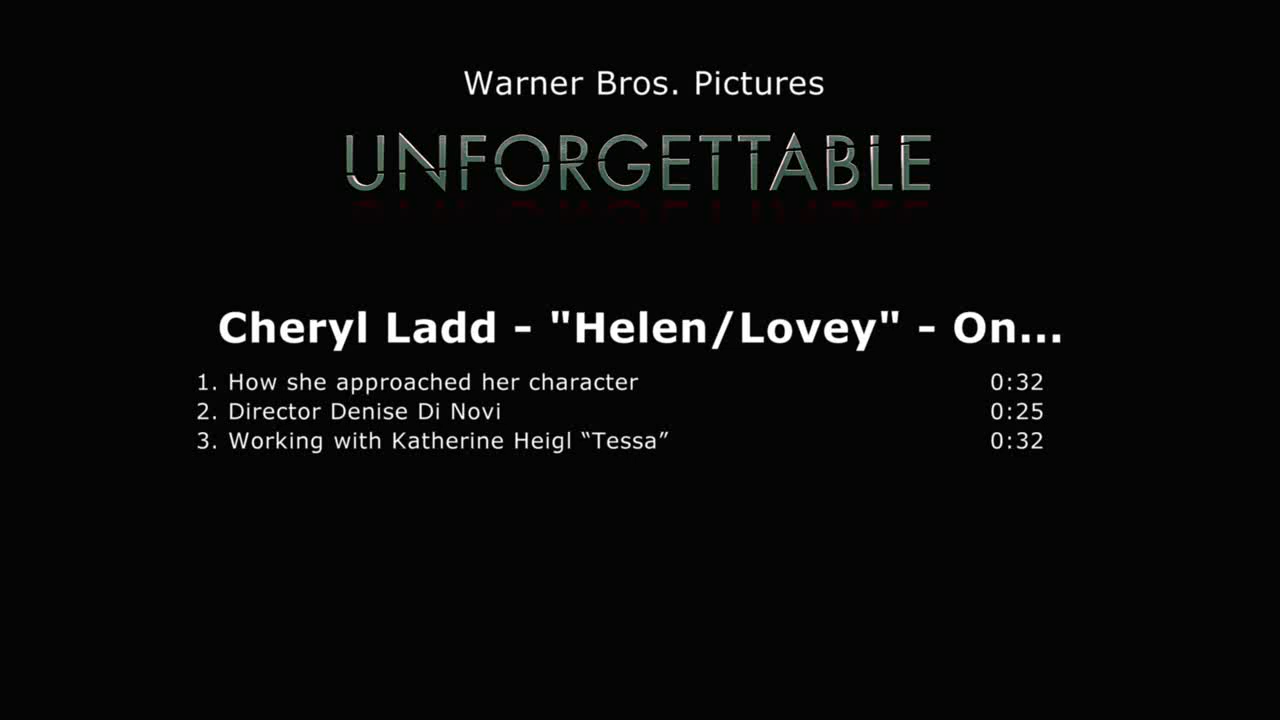 Warner Bros. Pictures
UNFORGETTABLE
Cheryl Ladd - "Helen/Lovey" - On...
1. How she approached her character 0:32
2. Director Denise Di Novi 0:25
3. Working with Katherine Heigl “Tessa” 0:32